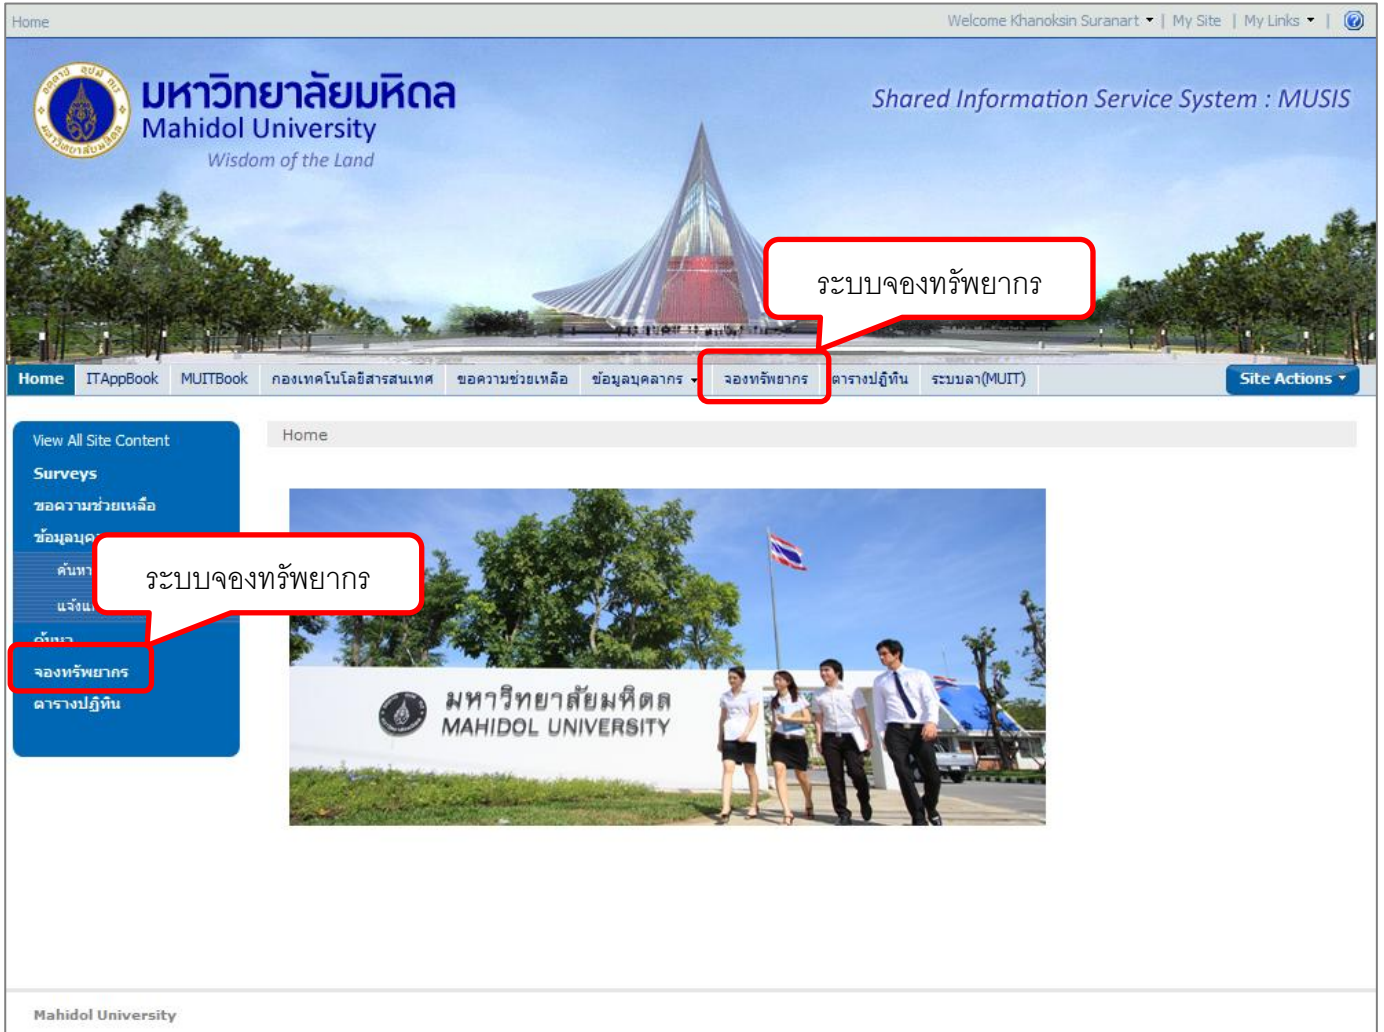 Home
Welcome Khanoksin Suranart | My Site | My Links |
มหาวิทยาลัยมหิดล
Mahidol University
Wisdom of the Land
Shared Information Service System : MUSIS
ระบบจองทรัพยากร
Home ITAppBook MUITBook กองเทคโนโลยีสารสนเทศ ขอความช่วยเหลือ ข้อมูลบุคลากร จองทรัพยากร ตารางปฏิทิน ระบบลา(MUIT) Site Actions
View All Site Content
Home
Surveys
ขอความช่วยเหลือ
ระบบจองทรัพยากร
ค้นหา
จองทรัพยากร
ตารางปฏิทิน
มหาวิทยาลัยมหิดล
MAHIDOL UNIVERSITY
Mahidol University